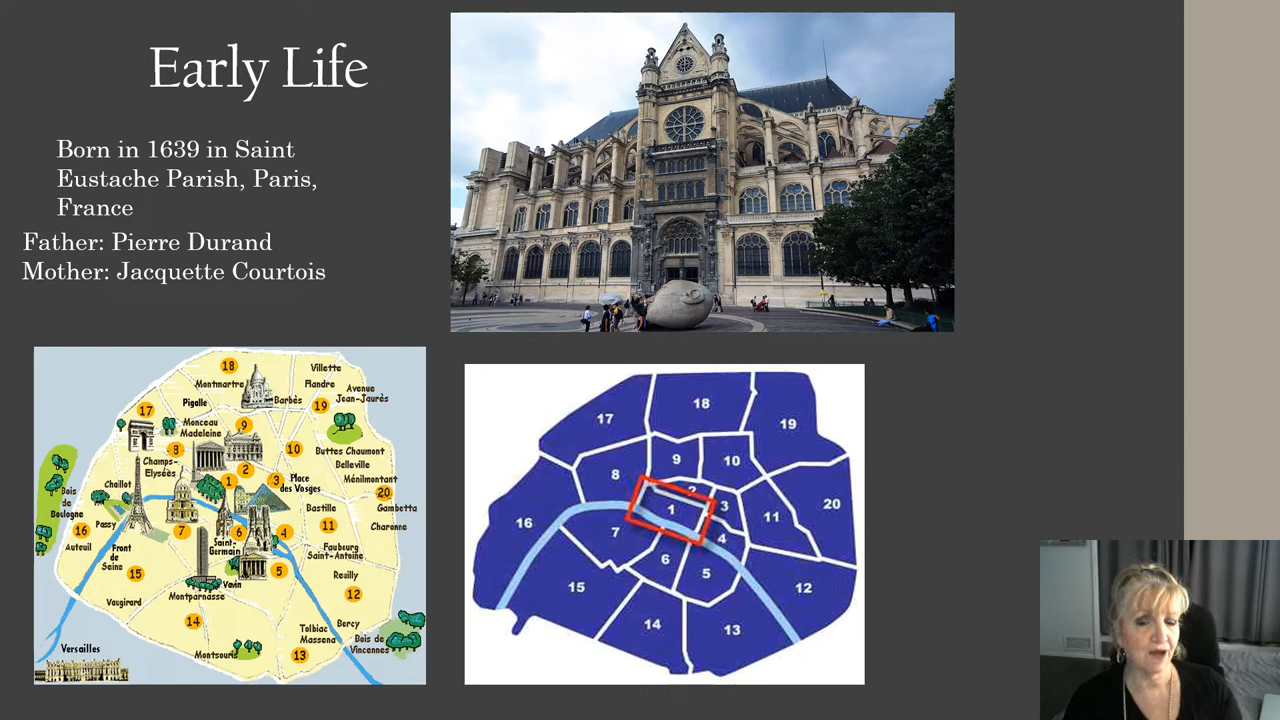 Early Life
Born in 1639 in Saint
Eustache Parish, Paris,
France
Father: Pierre Durand
Mother: Jacquette Courtois
18
Villette
Montmartre
Flandre
Avenue
Jean-Jaurès
Pigalle
Barbès
17
19
Monceau
Madeleine
9
8
10
Buttes Chaumont
Belleville
Champs-
Elyseés
2
Ménilmontant
1
3
Place
des Vosges
Chaillot
20
Bois
de
Boulogne
Bastille
Gambetta
Passy
16
7
6
4
11
Charonne
Auteuil
Front
de
Seine
Saint-
Germain
Faubourg
Saint-Antoine
15
5
Reuilly
Vavin
12
Montparnasse
Vaugirard
14
Bercy
Tolbiac
Massena
Bois de
Vincennes
Versailles
Montsouris
13
18
17
19
9
10
8
2
20
1
3
11
16
7
4
6
5
15
12
14
13